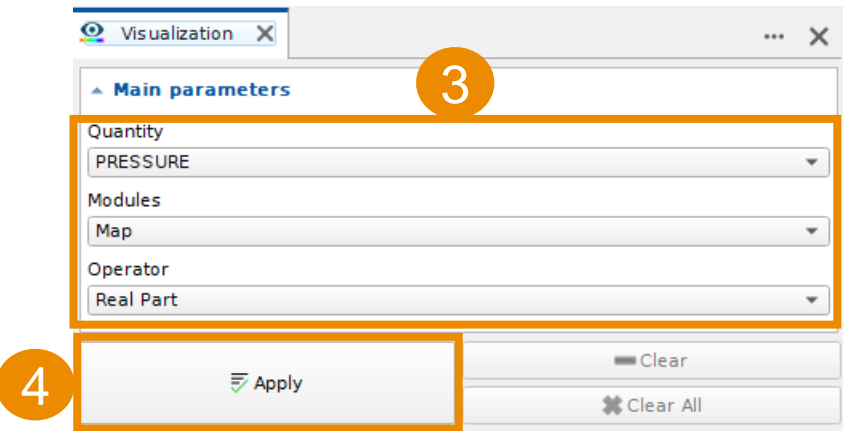 Visualization
3
Main parameters
Quantity
PRESSURE
Modules
Map
Operator
Real Part
4
Apply
Clear
Clear All